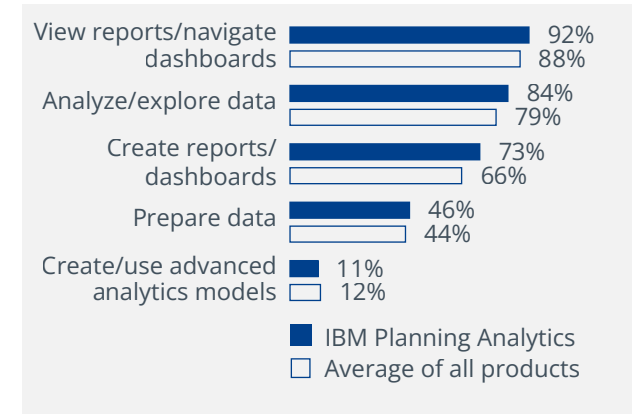 View reports/navigate 92%
dashboards 88%
Analyze/explore data 84%
79%
Create reports/ 73%
dashboards 66%
Prepare data 46%
44%
Create/use advanced 11%
analytics models 12%
IBM Planning Analytics
Average of all products